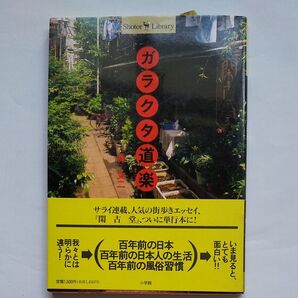 Shotor Library
ガラクタ道楽
サライ連載、人気の街歩きエッセイ、
「閑古堂」、ついに単行本に!
いま見ると、
とても
面白い!!
百年前の日本
百年前の日本人の生活
百年前の風俗習慣
我々とは
明らかに
違う!
小学館